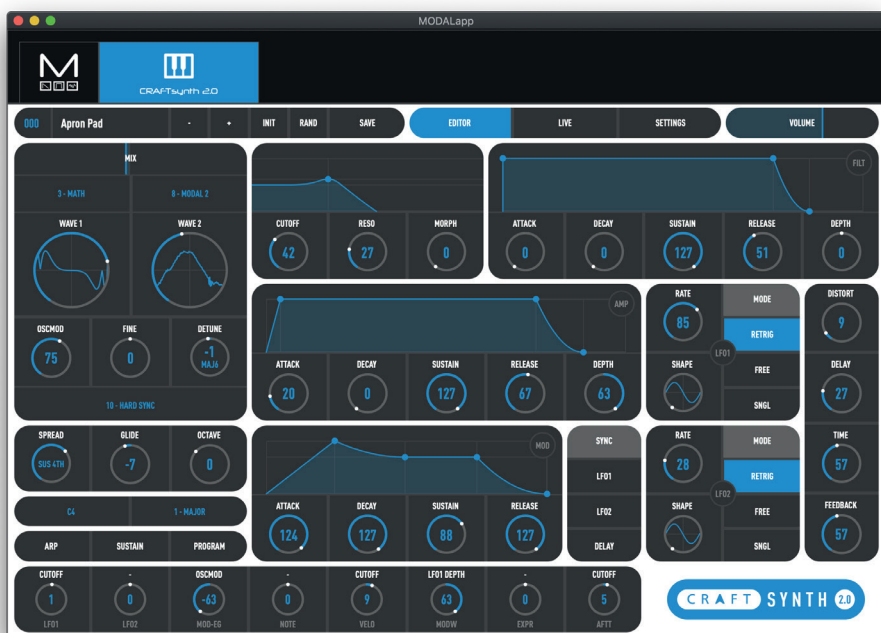 MODALapp
CRAFTsynth 2.0
000 Apron Pad - + INIT RAND SAVE EDITOR LIVE SETTINGS VOLUME
MIX
3 - MATH 8 - MODAL 2
WAVE 1 WAVE 2
OSCMOD FINE DETUNE
75 0 -1
MAJ6
10 - HARD SYNC
CUTOFF RESO MORPH
42 27 0
FILT
ATTACK DECAY SUSTAIN RELEASE DEPTH
0 0 127 51 0
AMP
ATTACK DECAY SUSTAIN RELEASE DEPTH
20 0 127 67 63
RATE MODE
85 RETRIG
LFO1
SHAPE FREE
SNGL
DISTORT
9
DELAY
27
TIME
57
FEEDBACK
57
SPREAD GLIDE OCTAVE
SUS 4TH -7 0
C4 1 - MAJOR
ARP SUSTAIN PROGRAM
MOD
ATTACK DECAY SUSTAIN RELEASE
124 127 88 127
SYNC
LFO1
LFO2
DELAY
RATE MODE
28 RETRIG
LFO2
SHAPE FREE
SNGL
CUTOFF - OSCMOD - CUTOFF LFO1 DEPTH - CUTOFF
1 0 -63 0 9 63 0 5
LFO1 LFO2 MOD-EG NOTE VELO MODW EXPR AFTT
CRAFT SYNTH 2.0